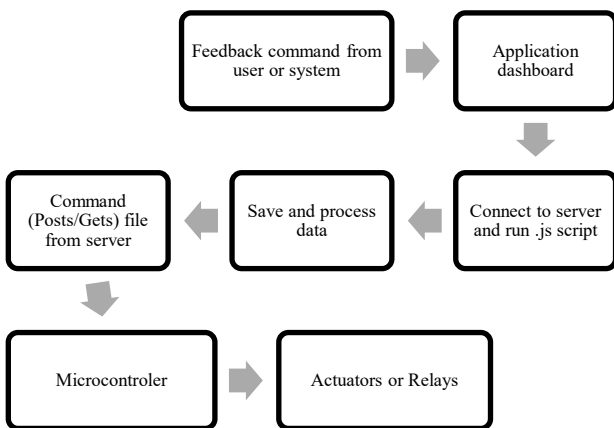 Feedback command from
user or system
Application
dashboard
Connect to server
and run .js script
Save and process
data
Command
(Posts/Gets) file
from server
Microcontroler
Actuators or Relays